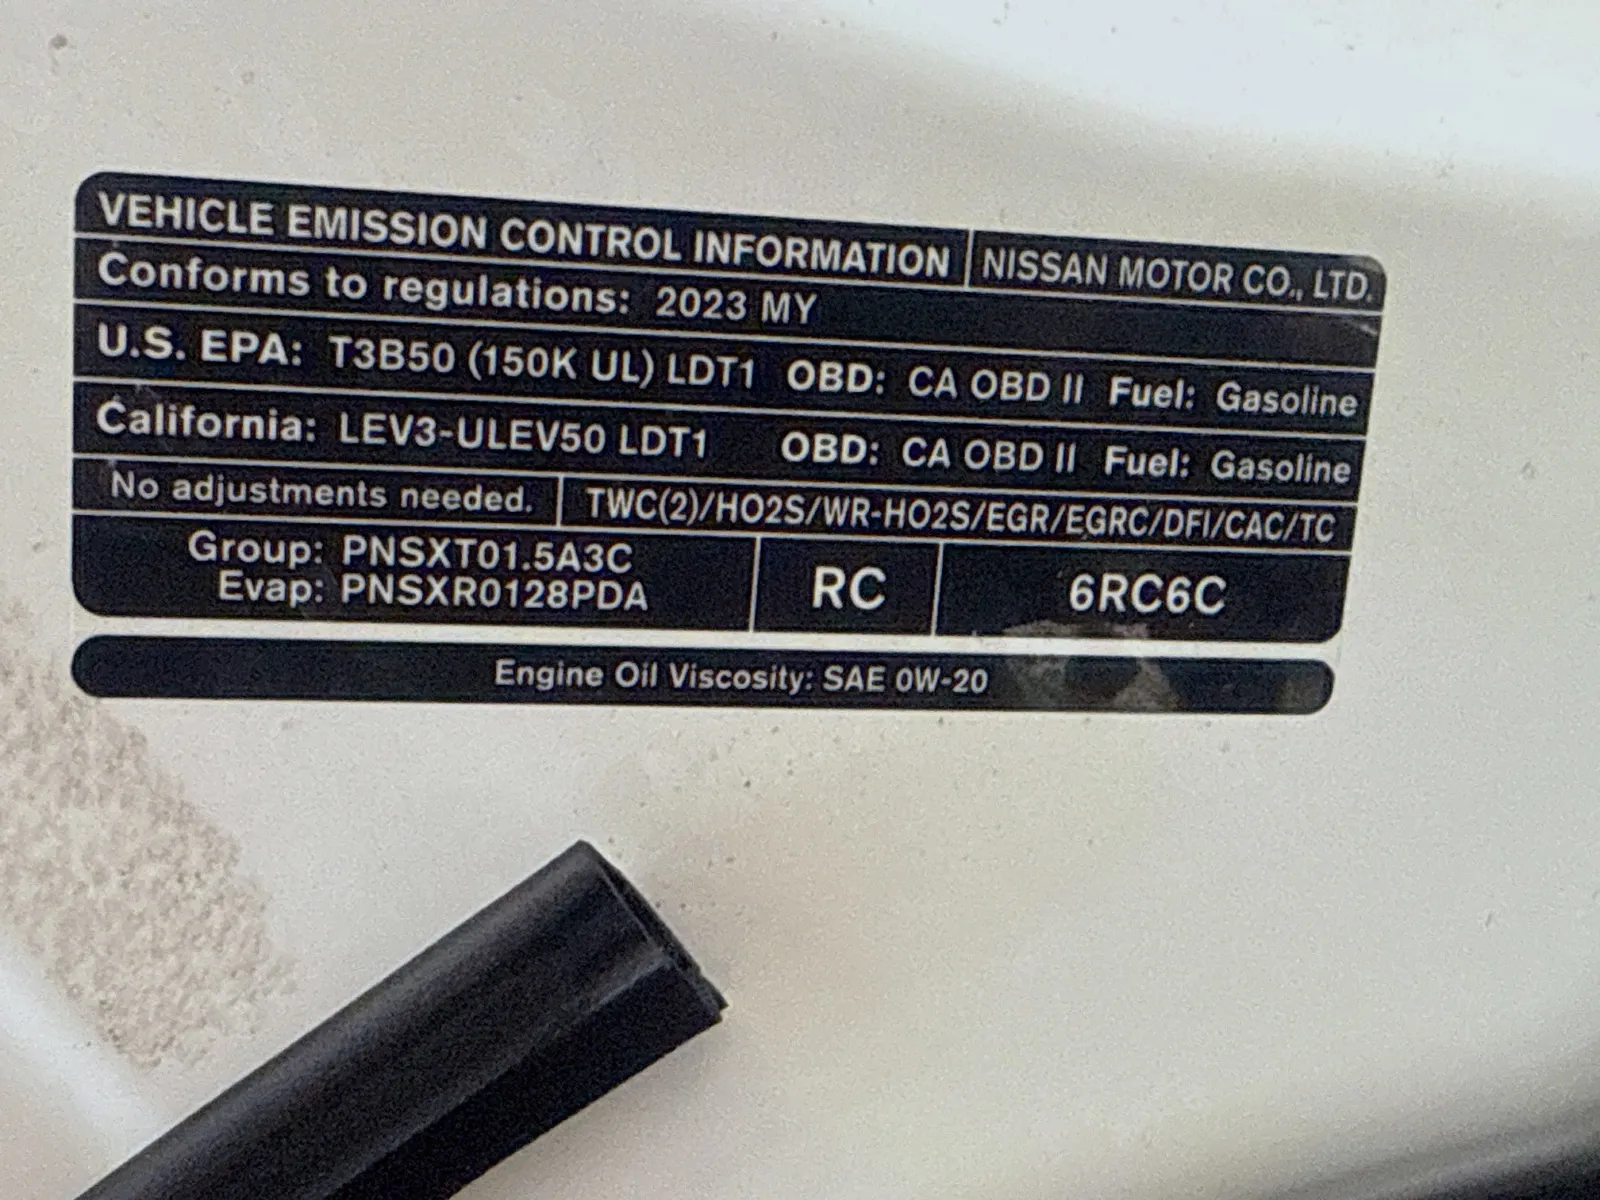 VEHICLE EMISSION CONTROL INFORMATION NISSAN MOTOR CO., LTD.
Conforms to regulations: 2023 MY
U.S. EPA: T3B50 (150K UL) LDT1 OBD: CA OBD II Fuel: Gasoline
California: LEV3-ULEV50 LDT1 OBD: CA OBD II Fuel: Gasoline
No adjustments needed. TWC(2)/HO2S/WR-HO2S/EGR/EGRC/DFI/CAC/TC
Group: PNSXT01.5A3C
Evap: PNSXR0128PDA
RC
6RC6C
Engine Oil Viscosity: SAE 0W-20